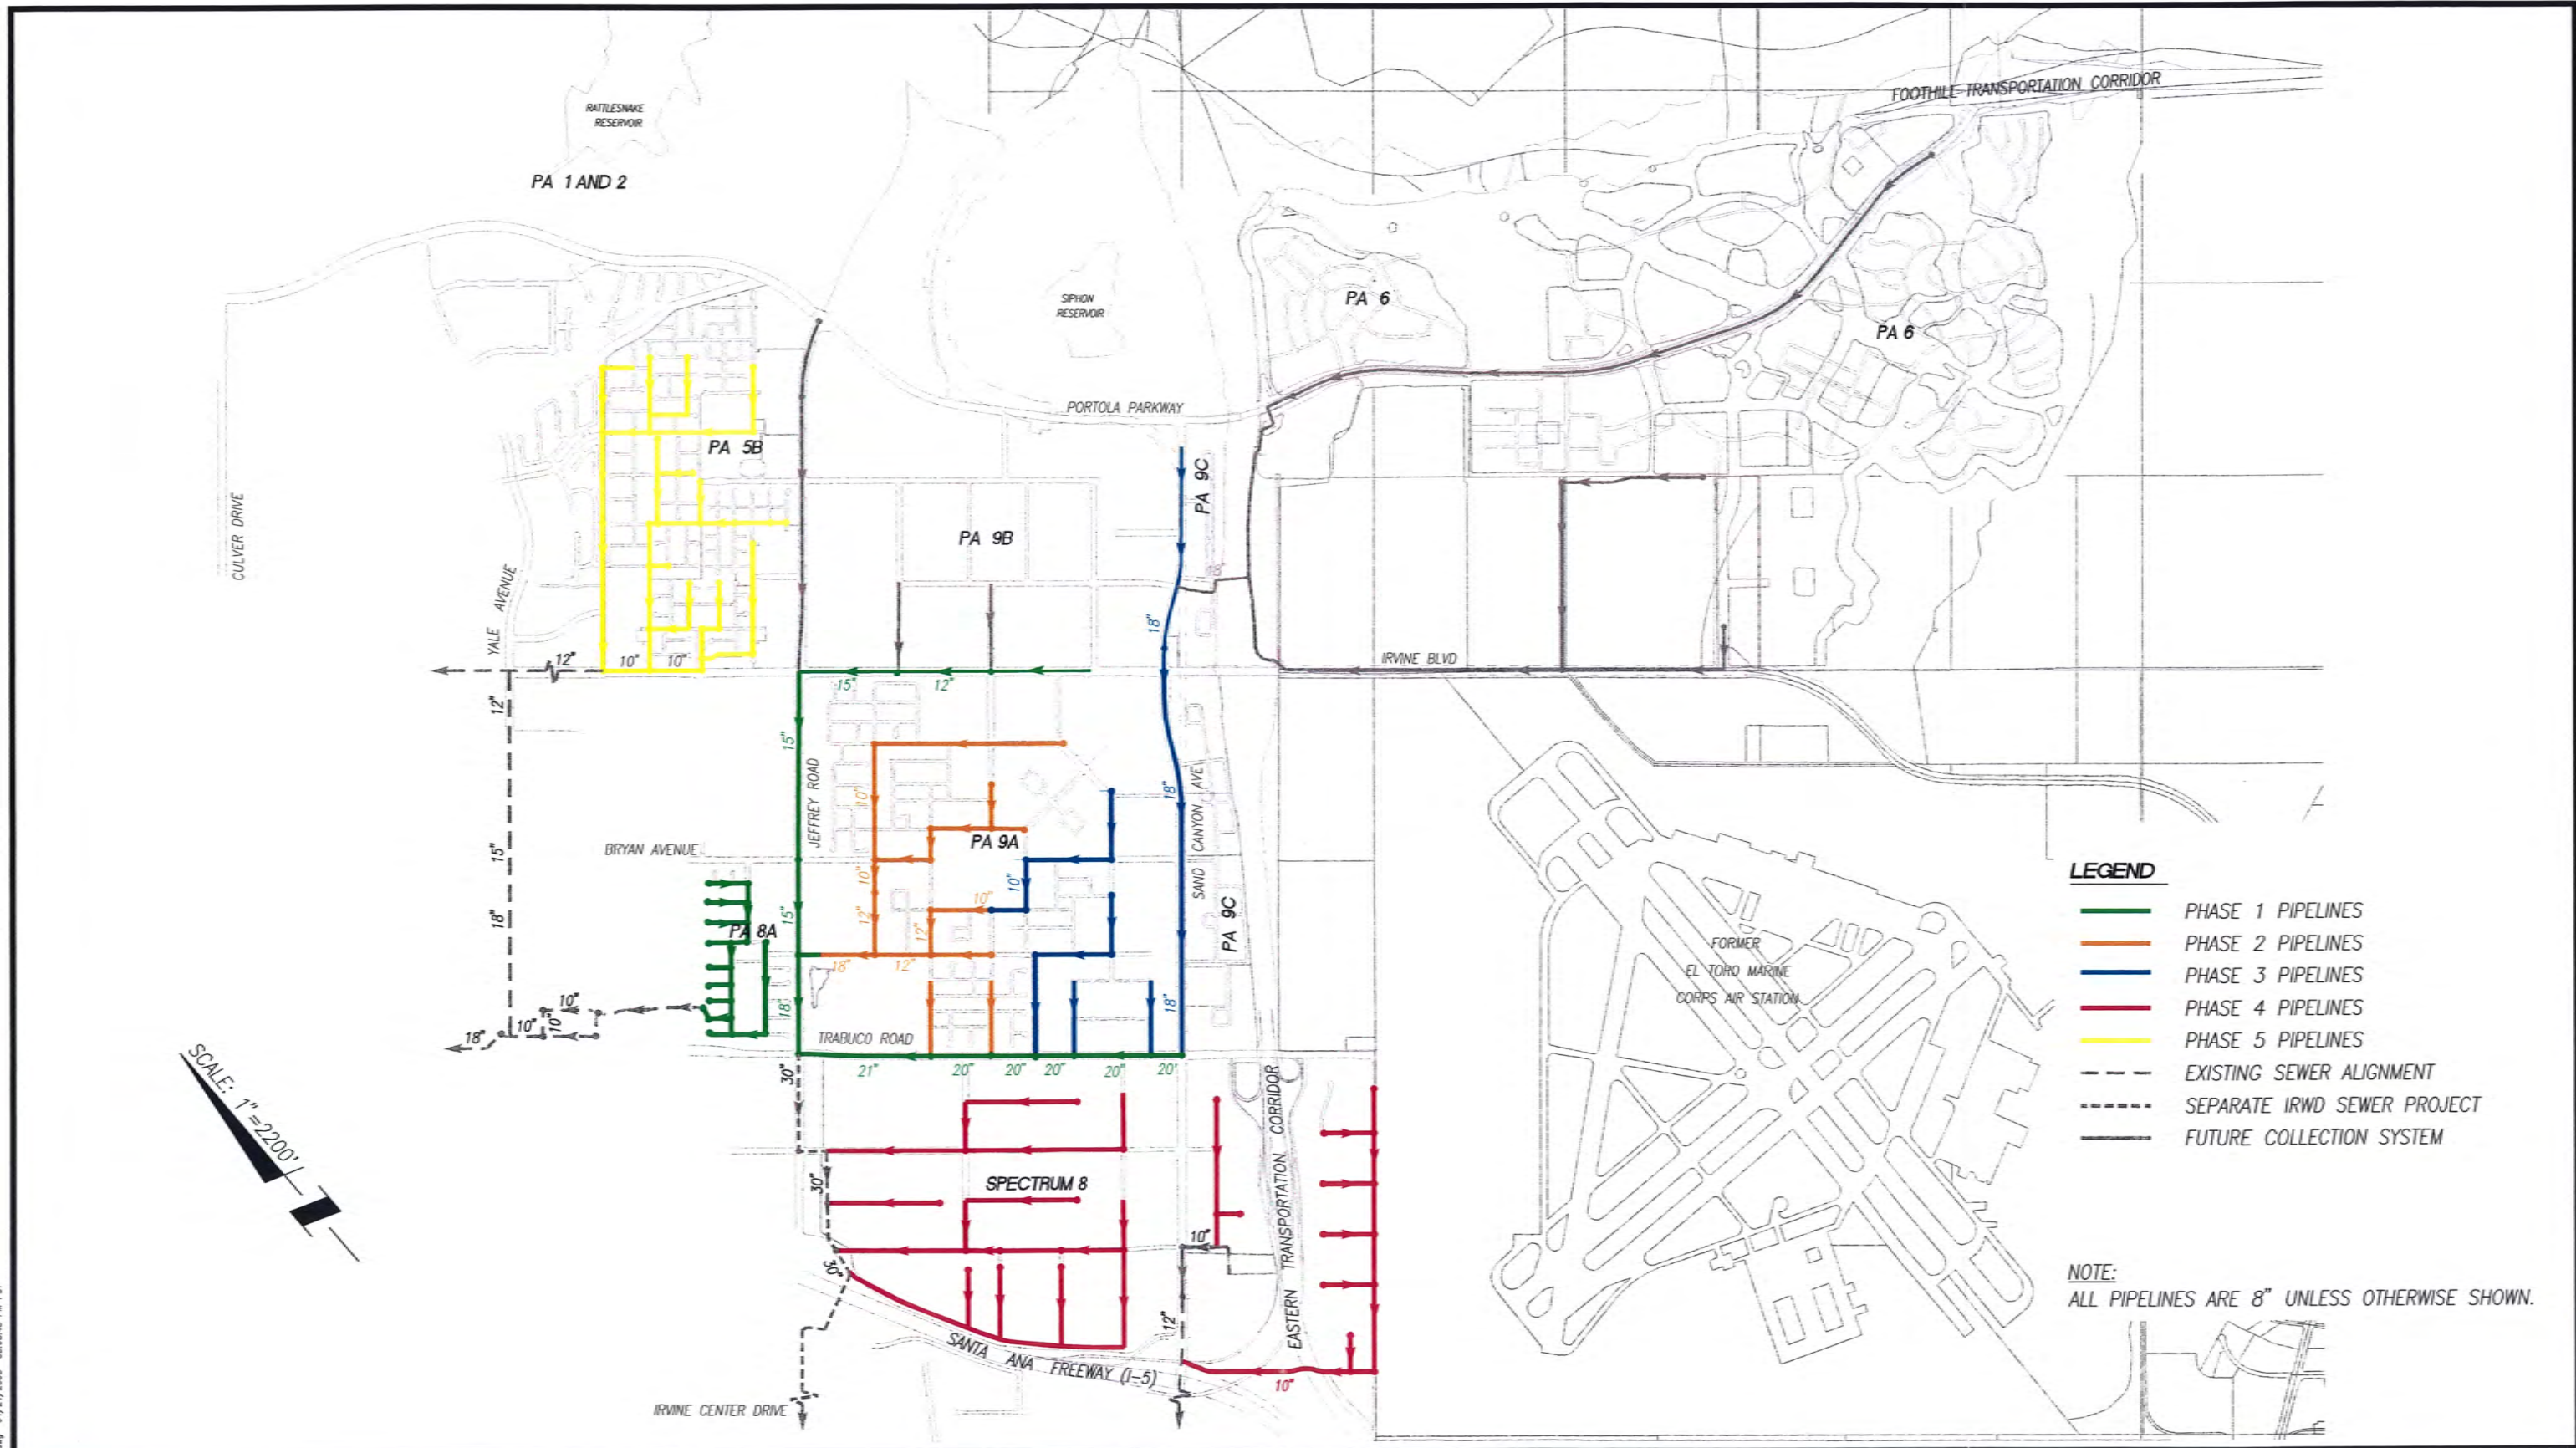 FOOTHILL TRANSPORTATION CORRIDOR
RATTLESNAKE
RESERVOIR
PA 1 AND 2
SIPHON
RESERVOIR
PA 6
PA 6
PORTOLA PARKWAY
PA 5B
PA 9C
CULVER DRIVE
PA 9B
YALE AVENUE
18"
18"
12"
10"
10"
IRVINE BLVD
12"
15"
12"
15"
JEFFREY ROAD
10"
18"
SAND CANYON AVE
BRYAN AVENUE
15"
PA 9A
10"
10"
10"
18"
15"
12"
12"
PA 8A
PA 9C
18"
12"
18"
18"
10"
10"
10"
18"
TRABUCO ROAD
21"
20"
20"
20"
20"
20"
30"
30"
30"
SPECTRUM 8
10"
12"
EASTERN TRANSPORTATION CORRIDOR
SANTA ANA FREEWAY (I-5)
10"
IRVINE CENTER DRIVE
SCALE: 1"=2200'
FORMER
EL TORO MARINE
CORPS AIR STATION
LEGEND
PHASE 1 PIPELINES
PHASE 2 PIPELINES
PHASE 3 PIPELINES
PHASE 4 PIPELINES
PHASE 5 PIPELINES
EXISTING SEWER ALIGNMENT
SEPARATE IRWD SEWER PROJECT
FUTURE COLLECTION SYSTEM
NOTE:
ALL PIPELINES ARE 8" UNLESS OTHERWISE SHOWN.